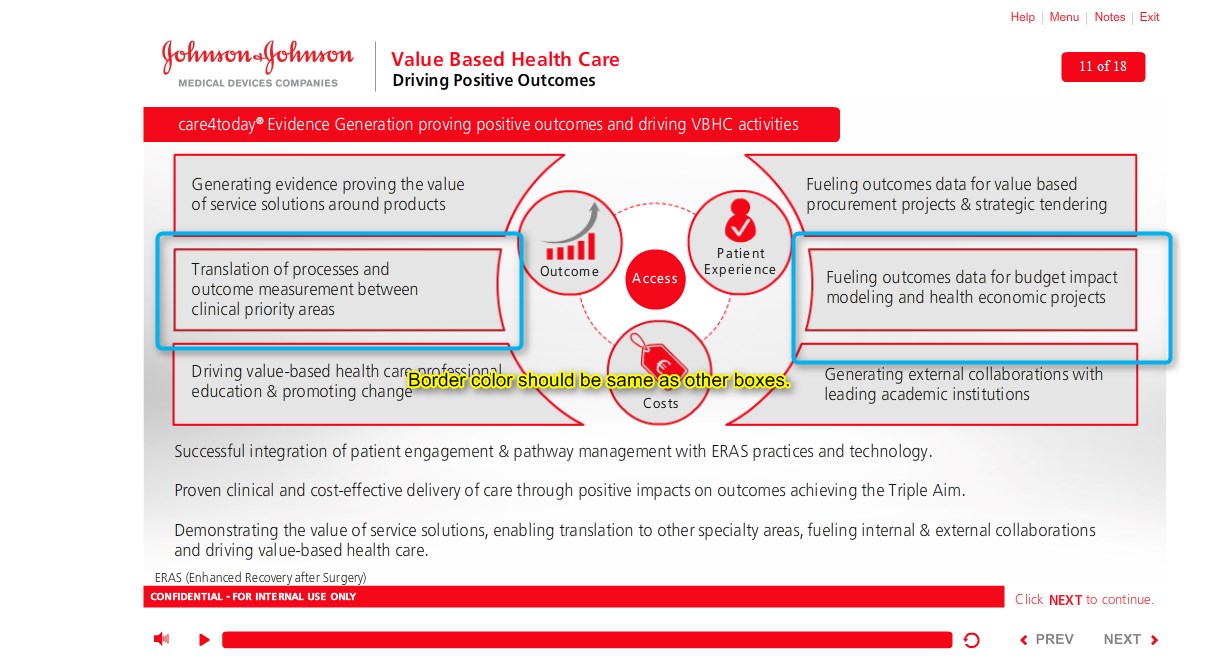 Help | Menu | Notes | Exit
Johnson & Johnson
MEDICAL DEVICES COMPANIES
Value Based Health Care
Driving Positive Outcomes
11 of 18
care4today® Evidence Generation proving positive outcomes and driving VBHC activities
Generating evidence proving the value
of service solutions around products
Translation of processes and
outcome measurement between
clinical priority areas
Driving value-based health care professional
education & promoting change
Outcome
Patient
Experience
Access
€
Costs
Border color should be same as other boxes.
Fueling outcomes data for value based
procurement projects & strategic tendering
Fueling outcomes data for budget impact
modeling and health economic projects
Generating external collaborations with
leading academic institutions
Successful integration of patient engagement & pathway management with ERAS practices and technology.
Proven clinical and cost-effective delivery of care through positive impacts on outcomes achieving the Triple Aim.
Demonstrating the value of service solutions, enabling translation to other specialty areas, fueling internal & external collaborations
and driving value-based health care.
ERAS (Enhanced Recovery after Surgery)
CONFIDENTIAL - FOR INTERNAL USE ONLY
Click NEXT to continue.
PREV
NEXT